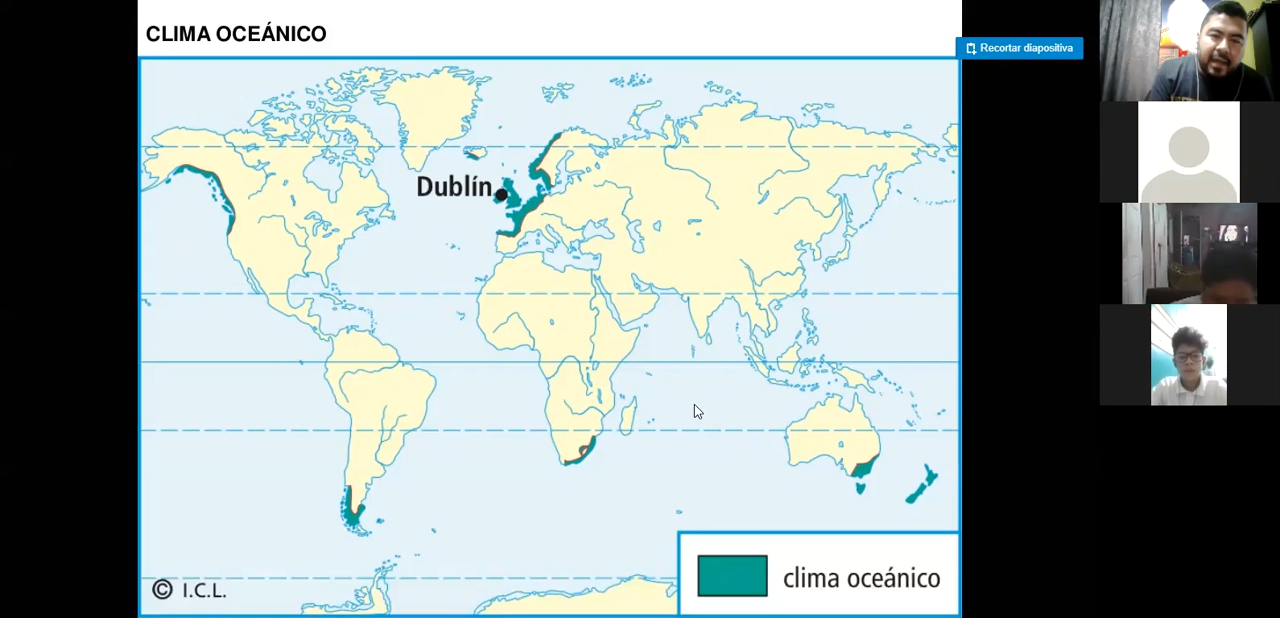 CLIMA OCEÁNICO
Recortar diapositiva
Dublín
clima oceánico
© I.C.L.